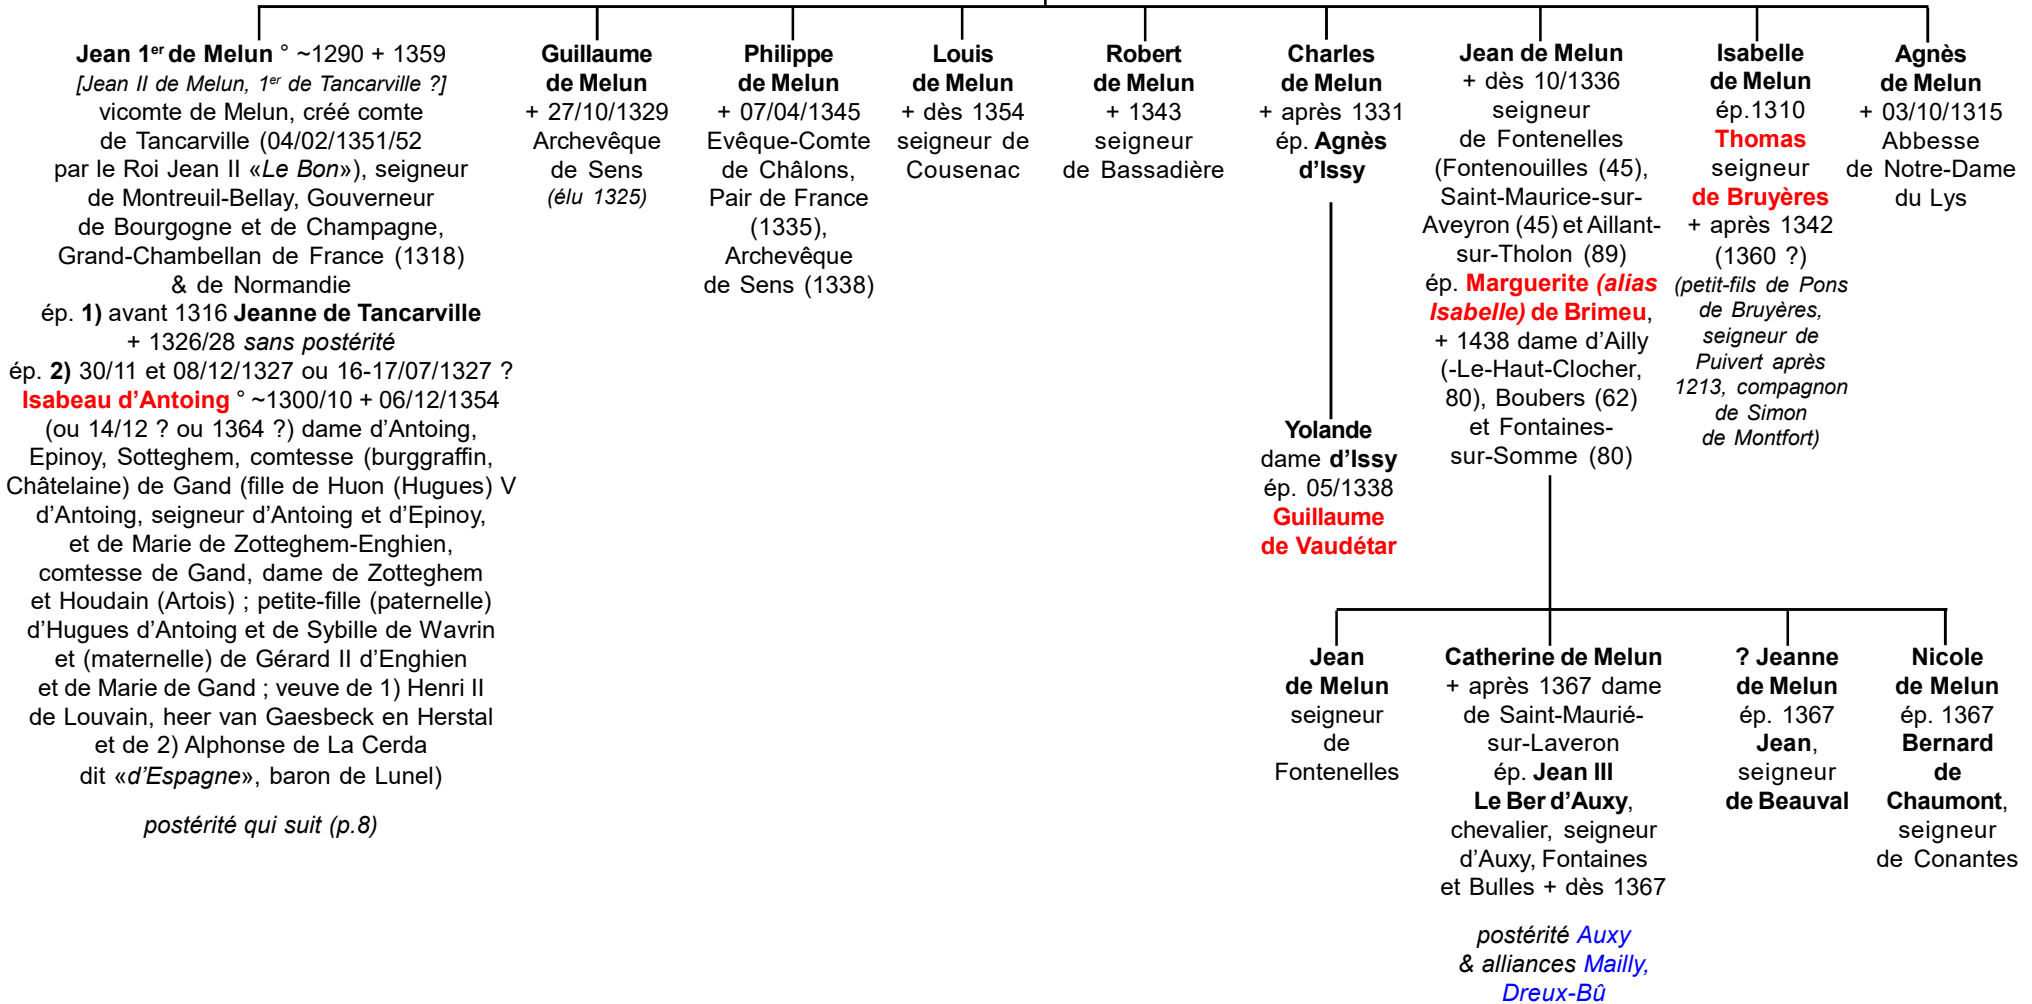 Jean 1er de Melun ° ~1290 + 1359
[Jean II de Melun, 1er de Tancarville ?]
vicomte de Melun, créé comte
de Tancarville (04/02/1351/52
par le Roi Jean II «Le Bon»), seigneur
de Montreuil-Bellay, Gouverneur
de Bourgogne et de Champagne,
Grand-Chambellan de France (1318)
& de Normandie
ép. 1) avant 1316 Jeanne de Tancarville
+ 1326/28 sans postérité
ép. 2) 30/11 et 08/12/1327 ou 16-17/07/1327 ?
Isabeau d’Antoing ° ~1300/10 + 06/12/1354
(ou 14/12 ? ou 1364 ?) dame d’Antoing,
Epinoy, Sotteghem, comtesse (burggraffin,
Châtelaine) de Gand (fille de Huon (Hugues) V
d’Antoing, seigneur d’Antoing et d’Epinoy,
et de Marie de Zotteghem-Enghien,
comtesse de Gand, dame de Zotteghem
et Houdain (Artois) ; petite-fille (paternelle)
d’Hugues d’Antoing et de Sybille de Wavrin
et (maternelle) de Gérard II d’Enghien
et de Marie de Gand ; veuve de 1) Henri II
de Louvain, heer van Gaesbeck en Herstal
et de 2) Alphonse de La Cerda
dit «d’Espagne», baron de Lunel)
postérité qui suit (p.8)
Guillaume
de Melun
+ 27/10/1329
Archevêque
de Sens
(élu 1325)
Philippe
de Melun
+ 07/04/1345
Evêque-Comte
de Châlons,
Pair de France
(1335),
Archevêque
de Sens (1338)
Louis
de Melun
+ dès 1354
seigneur de
Cousenac
Robert
de Melun
+ 1343
seigneur
de Bassadière
Charles
de Melun
+ après 1331
ép. Agnès
d’Issy
Yolande
dame d’Issy
ép. 05/1338
Guillaume
de Vaudétar
Jean de Melun
+ dès 10/1336
seigneur
de Fontenelles
(Fontenouilles (45),
Saint-Maurice-sur-
Aveyron (45) et Aillant-
sur-Tholon (89)
ép. Marguerite (alias
Isabelle) de Brimeu,
+ 1438 dame d’Ailly
(-Le-Haut-Clocher,
80), Boubers (62)
et Fontaines-
sur-Somme (80)
Isabelle
de Melun
ép.1310
Thomas
seigneur
de Bruyères
+ après 1342
(1360 ?)
(petit-fils de Pons
de Bruyères,
seigneur de
Puivert après
1213, compagnon
de Simon
de Montfort)
Agnès
de Melun
+ 03/10/1315
Abbesse
de Notre-Dame
du Lys
Jean
de Melun
seigneur
de
Fontenelles
Catherine de Melun
+ après 1367 dame
de Saint-Maurié-
sur-Laveron
ép. Jean III
Le Ber d’Auxy,
chevalier, seigneur
d’Auxy, Fontaines
et Bulles + dès 1367
postérité Auxy
& alliances Mailly,
Dreux-Bû
? Jeanne
de Melun
ép. 1367
Jean,
seigneur
de Beauval
Nicole
de Melun
ép. 1367
Bernard
de
Chaumont,
seigneur
de Conantes